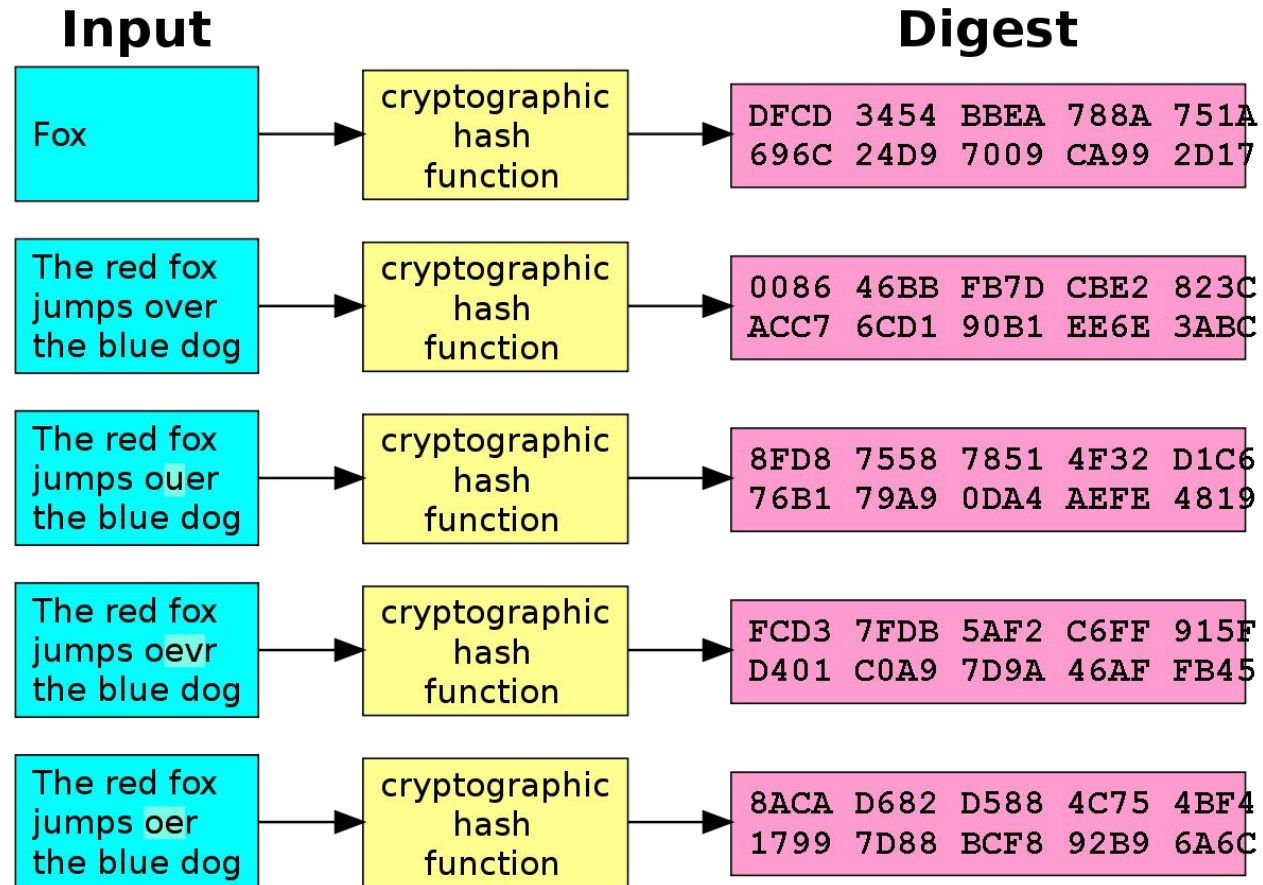 Input
Digest
Fox
cryptographic
hash
function
DFCD 3454 BBEA 788A 751A
696C 24D9 7009 CA99 2D17
The red fox
jumps over
the blue dog
cryptographic
hash
function
0086 46BB FB7D CBE2 823C
ACC7 6CD1 90B1 EE6E 3ABC
The red fox
jumps ouer
the blue dog
cryptographic
hash
function
8FD8 7558 7851 4F32 D1C6
76B1 79A9 0DA4 AEFE 4819
The red fox
jumps oevr
the blue dog
cryptographic
hash
function
FCD3 7FDB 5AF2 C6FF 915F
D401 C0A9 7D9A 46AF FB45
The red fox
jumps oer
the blue dog
cryptographic
hash
function
8ACA D682 D588 4C75 4BF4
1799 7D88 BCF8 92B9 6A6C